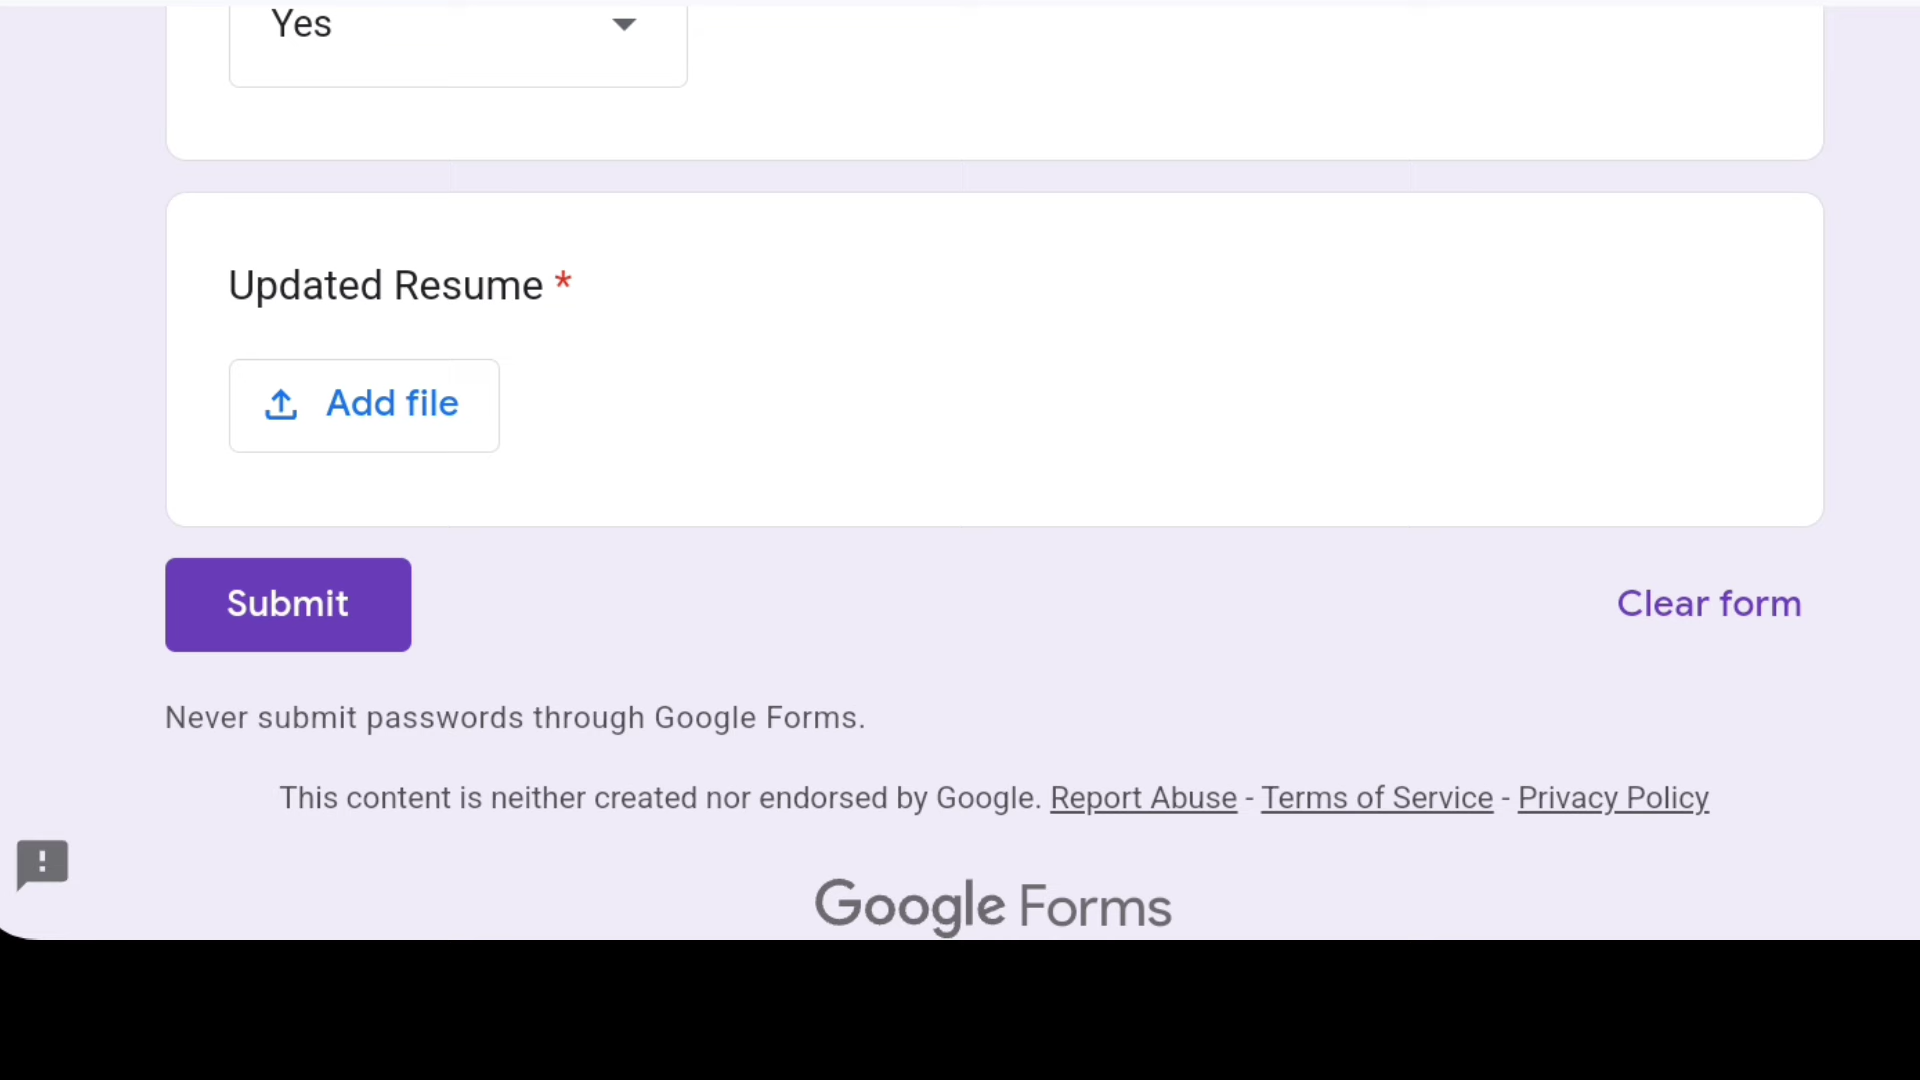 Yes
Updated Resume *
Add file
Submit
Clear form
Never submit passwords through Google Forms.
This content is neither created nor endorsed by Google. Report Abuse - Terms of Service - Privacy Policy
Google Forms